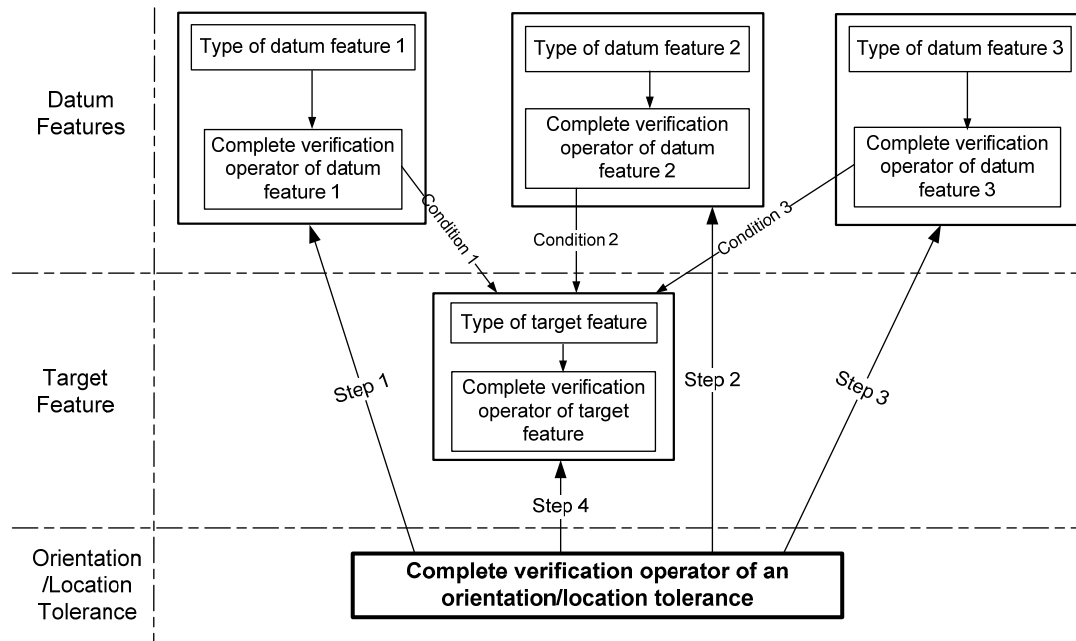 Datum
Features
Type of datum feature 1
Complete verification
operator of datum
feature 1
Type of datum feature 2
Complete verification
operator of datum
feature 2
Type of datum feature 3
Complete verification
operator of datum
feature 3
Condition 1
Condition 2
Condition 3
Target
Feature
Type of target feature
Complete verification
operator of target
feature
Step 1
Step 2
Step 3
Step 4
Orientation
/Location
Tolerance
Complete verification operator of an
orientation/location tolerance